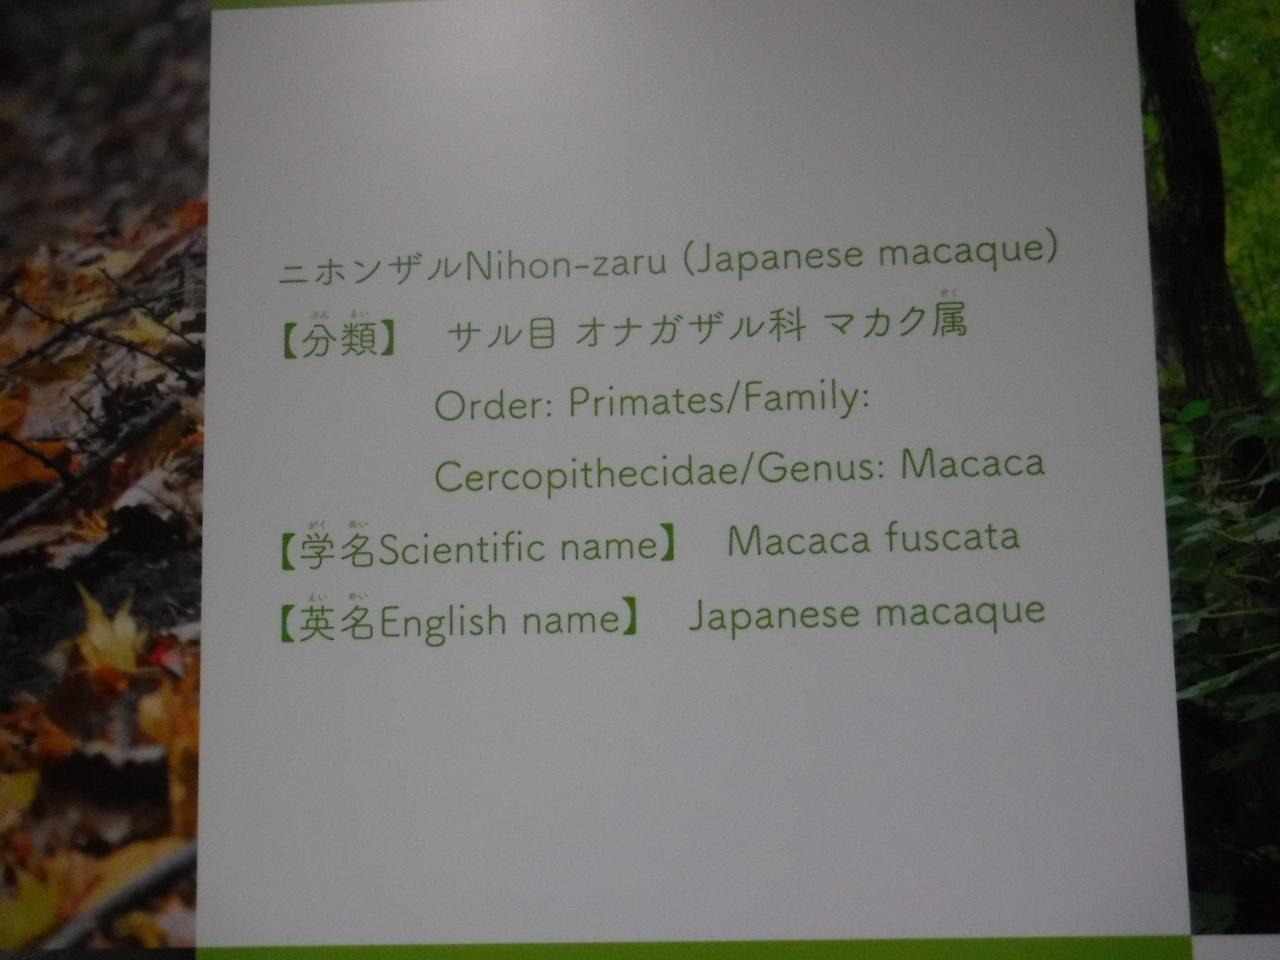 ニホンザルNihon-zaru (Japanese macaque)
【分類】 サル目 オナガザル科 マカク属
Order: Primates/Family:
Cercopithecidae/Genus: Macaca
【学名Scientific name】 Macaca fuscata
【英名English name】 Japanese macaque